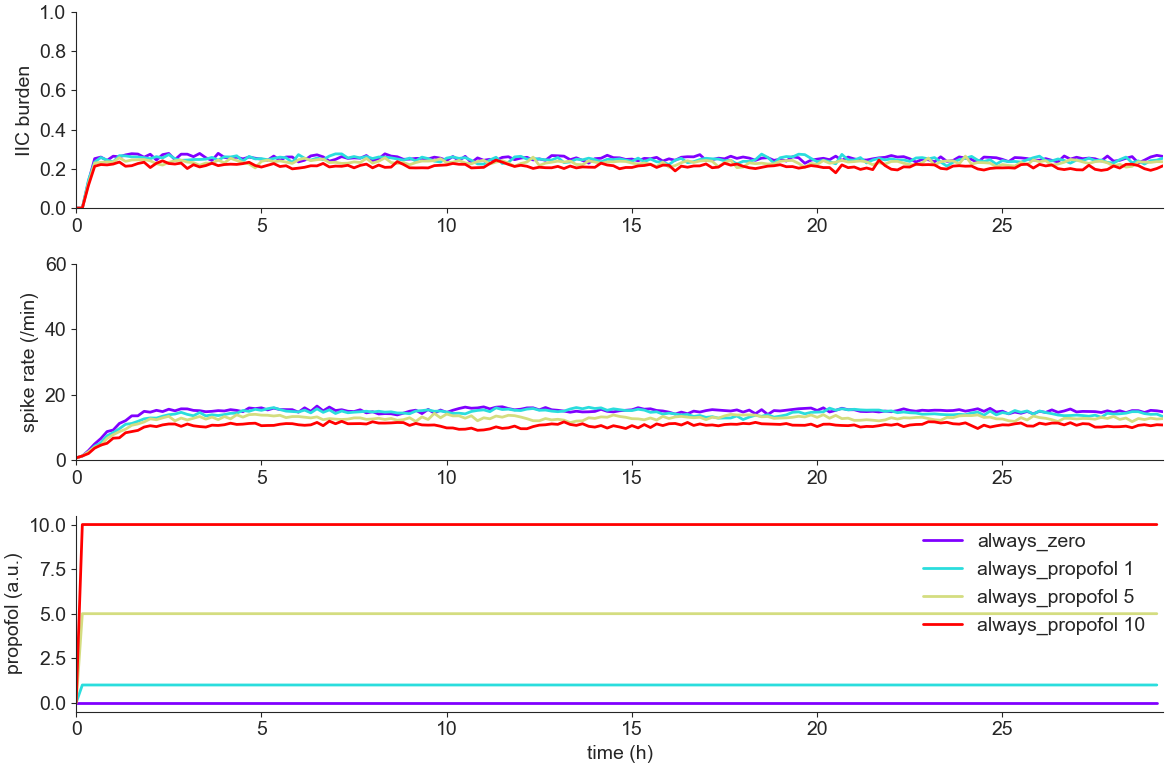 IIC burden
1.0
0.8
0.6
0.4
0.2
0.0
0 5 10 15 20 25
spike rate (/min)
60
40
20
0
0 5 10 15 20 25
propofol (a.u.)
10.0
7.5
5.0
2.5
0.0
always_zero
always_propofol 1
always_propofol 5
always_propofol 10
0 5 10 15 20 25
time (h)